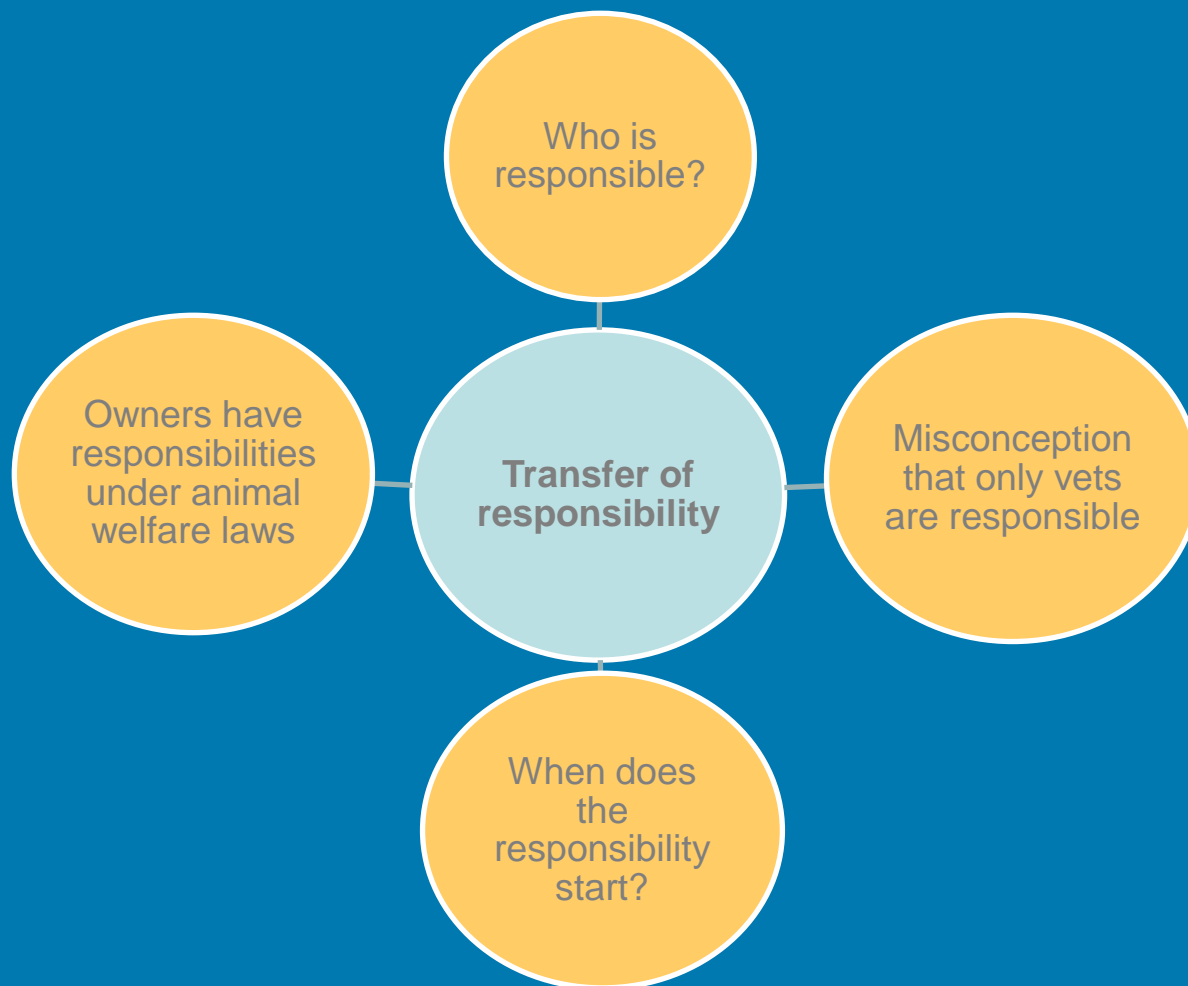 Who is
responsible?
Owners have
responsibilities
under animal
welfare laws
Transfer of
responsibility
Misconception
that only vets
are responsible
When does
the
responsibility
start?